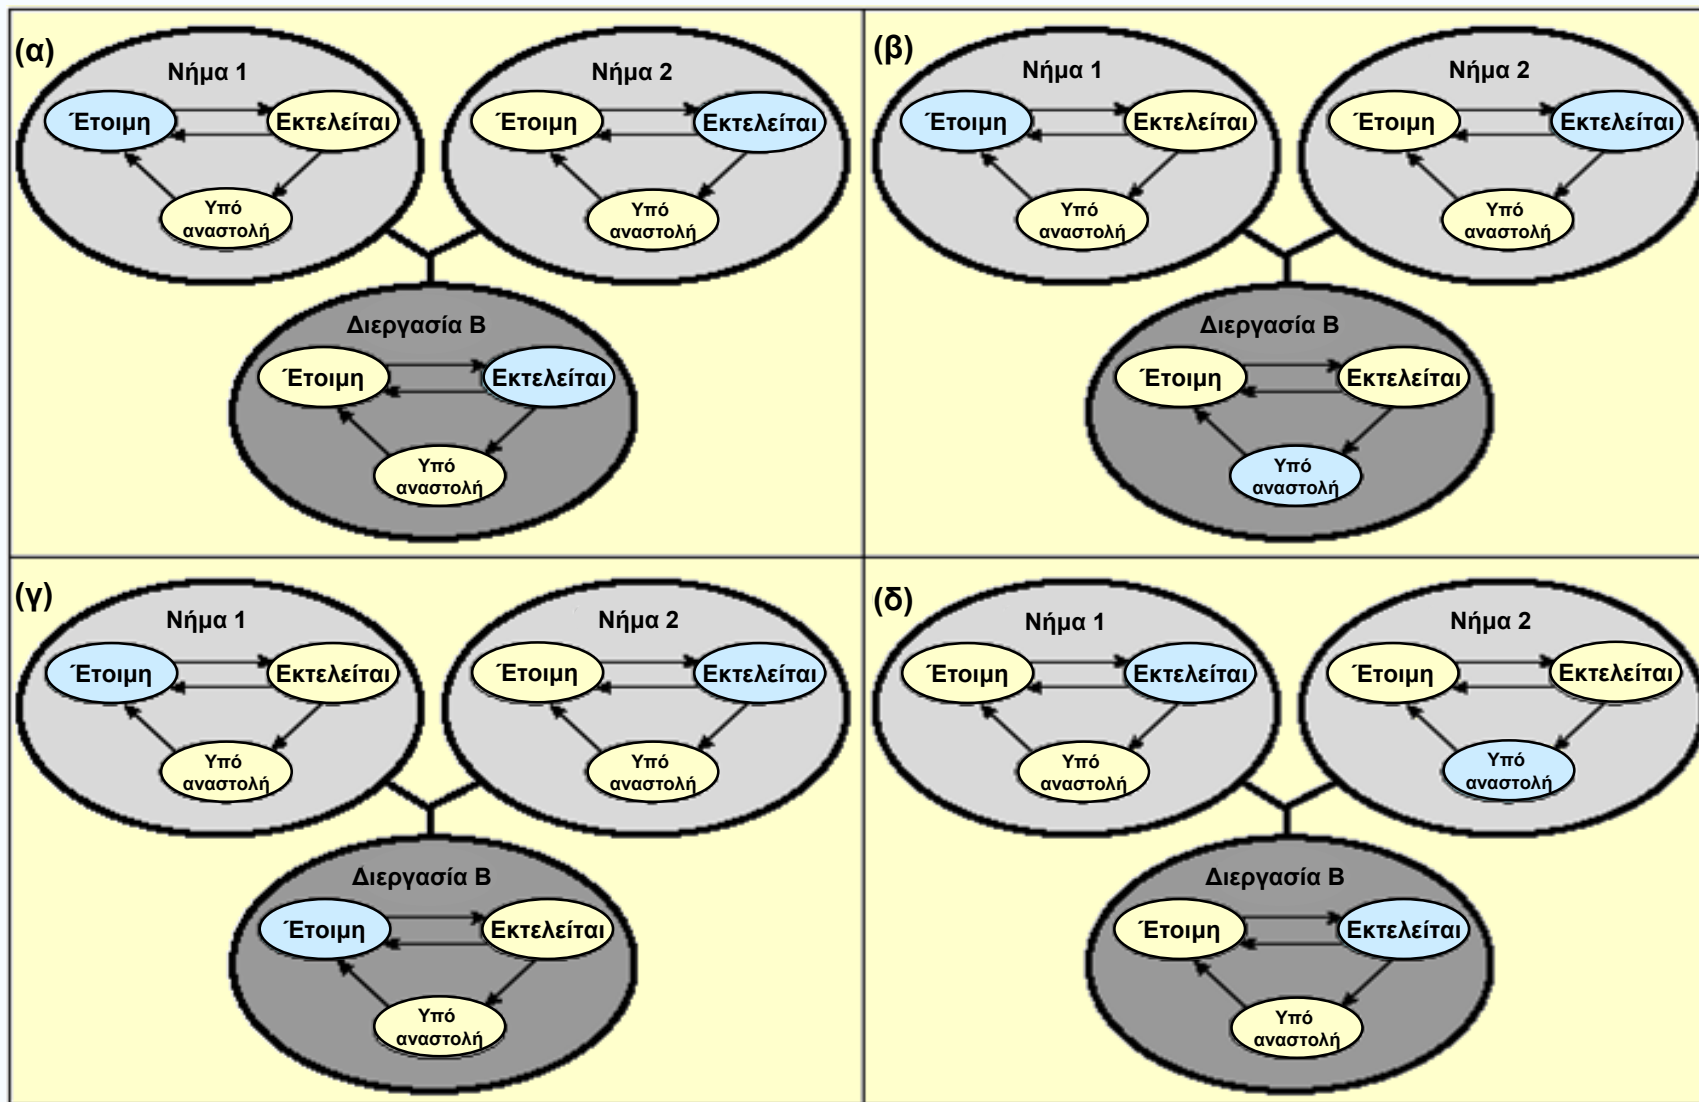 (α)
Νήμα 1
Έτοιμη
Εκτελείται
Υπό
αναστολή
Νήμα 2
Έτοιμη
Εκτελείται
Υπό
αναστολή
Διεργασία Β
Έτοιμη
Εκτελείται
Υπό
αναστολή
(β)
Νήμα 1
Έτοιμη
Εκτελείται
Υπό
αναστολή
Νήμα 2
Έτοιμη
Εκτελείται
Υπό
αναστολή
Διεργασία Β
Έτοιμη
Εκτελείται
Υπό
αναστολή
(γ)
Νήμα 1
Έτοιμη
Εκτελείται
Υπό
αναστολή
Νήμα 2
Έτοιμη
Εκτελείται
Υπό
αναστολή
Διεργασία Β
Έτοιμη
Εκτελείται
Υπό
αναστολή
(δ)
Νήμα 1
Έτοιμη
Εκτελείται
Υπό
αναστολή
Νήμα 2
Έτοιμη
Εκτελείται
Υπό
αναστολή
Διεργασία Β
Έτοιμη
Εκτελείται
Υπό
αναστολή